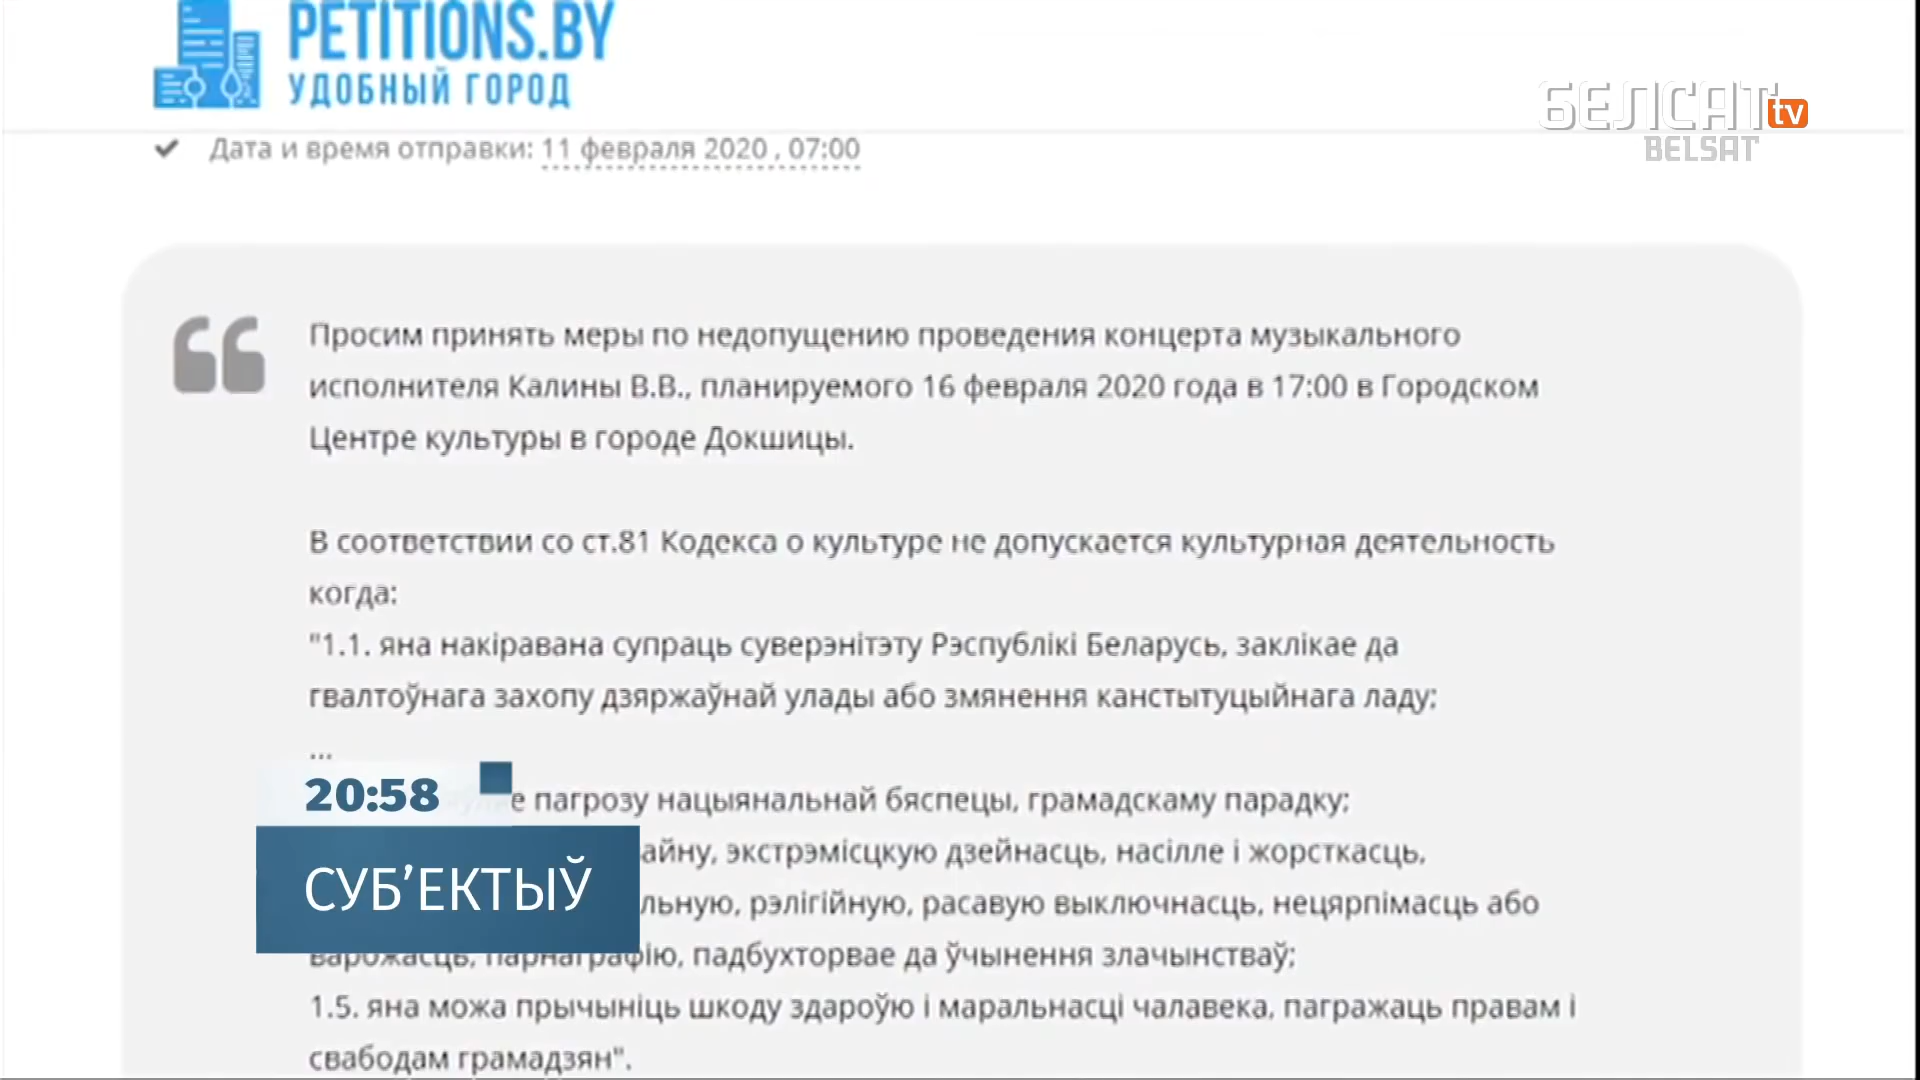 PETITIONS.BY
УДОБНЫЙ ГОРОД
БЕЛСАТ tv
BELSAT
Дата и время отправки: 11 февраля 2020 , 07:00
Просим принять меры по недопущению проведения концерта музыкального
исполнителя Калины В.В., планируемого 16 февраля 2020 года в 17:00 в Городском
Центре культуры в городе Докшицы.
В соответствии со ст.81 Кодекса о культуре не допускается культурная деятельность
когда:
"1.1. яна накіравана супраць суверэнітэту Рэспублікі Беларусь, заклікае да
гвалтоўнага захопу дзяржаўнай улады або змянення канстытуцыйнага ладу;
...
пагрозу нацыянальнай бяспецы, грамадскаму парадку;
20:58
айну, экстрэмісцкую дзейнасць, насілле і жорсткасць,
СУБ’ЕКТЫЎ
льную, рэлігійную, расавую выключнасць, нецярпімасць або
варожасць, парнаграфію, падбухторвае да ўчынення злачынстваў;
1.5. яна можа прычыніць шкоду здароўю і маральнасці чалавека, пагражаць правам і
свабодам грамадзян".